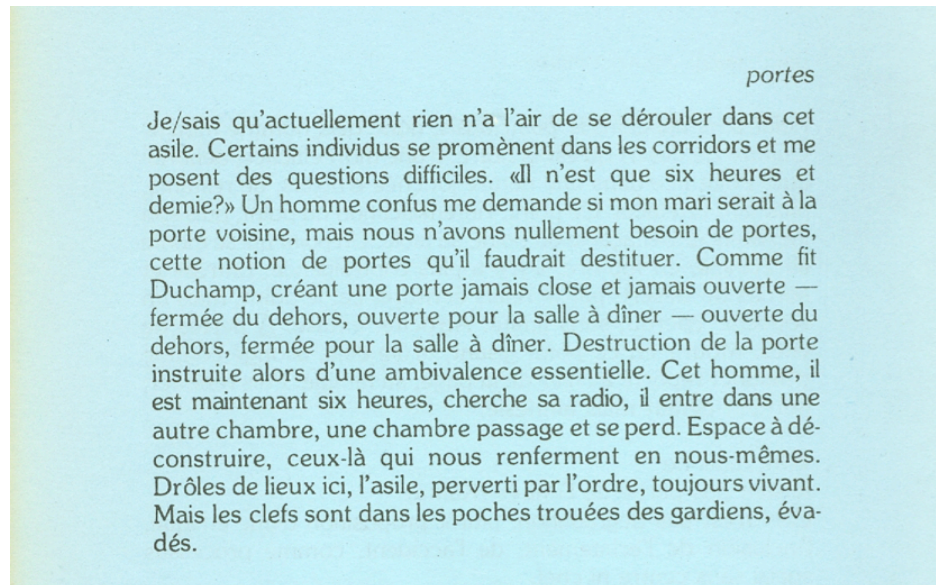 portes
Je/sais qu'actuellement rien n'a l'air de se dérouler dans cet
asile. Certains individus se promènent dans les corridors et me
posent des questions difficiles. «Il n'est que six heures et
demie?» Un homme confus me demande si mon mari serait à la
porte voisine, mais nous n'avons nullement besoin de portes,
cette notion de portes qu'il faudrait destituer. Comme fit
Duchamp, créant une porte jamais close et jamais ouverte —
fermée du dehors, ouverte pour la salle à dîner — ouverte du
dehors, fermée pour la salle à dîner. Destruction de la porte
instruite alors d'une ambivalence essentielle. Cet homme, il
est maintenant six heures, cherche sa radio, il entre dans une
autre chambre, une chambre passage et se perd. Espace à dé-
construire, ceux-là qui nous renferment en nous-mêmes.
Drôles de lieux ici, l'asile, perverti par l'ordre, toujours vivant.
Mais les clefs sont dans les poches trouées des gardiens, éva-
dés.